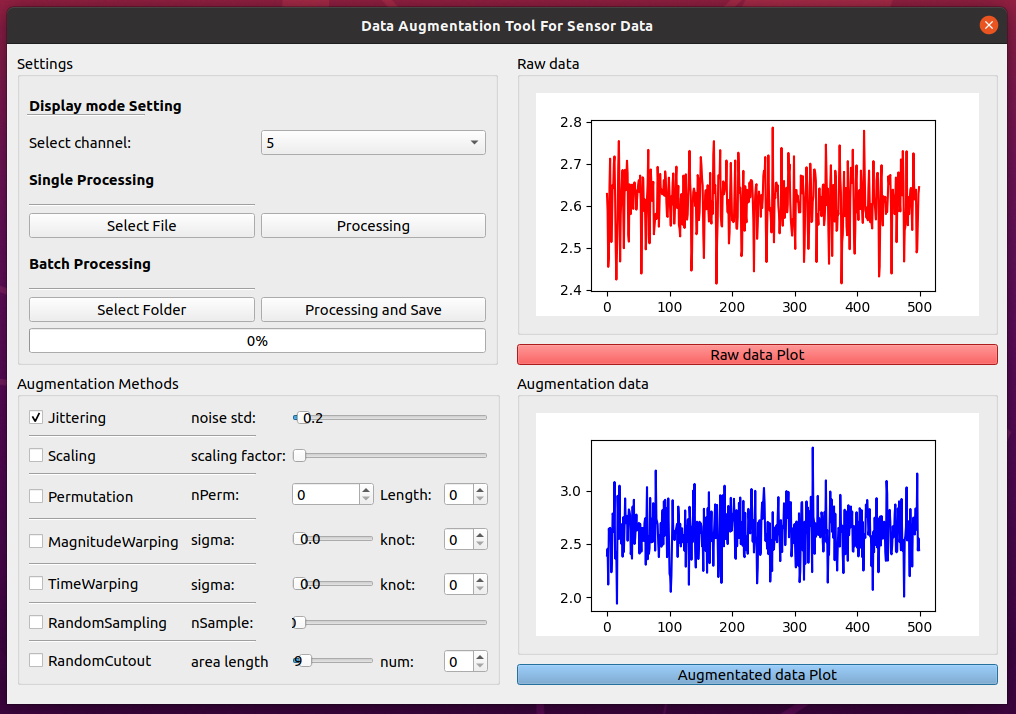 Data Augmentation Tool For Sensor Data
Settings
Display mode Setting
Select channel: 5
Single Processing
Select File Processing
Batch Processing
Select Folder Processing and Save
0%
Augmentation Methods
Jittering noise std: 0.2
Scaling scaling factor:
Permutation nPerm: 0 Length: 0
MagnitudeWarping sigma: 0.0 knot: 0
TimeWarping sigma: 0.0 knot: 0
RandomSampling nSample: 0
RandomCutout area length 9 num: 0
Raw data
2.8
2.7
2.6
2.5
2.4
0 100 200 300 400 500
Raw data Plot
Augmentation data
3.0
2.5
2.0
0 100 200 300 400 500
Augmentated data Plot